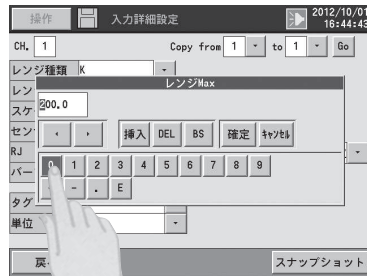 操作 入力詳細設定 2012/10/01
16:44:43
CH. 1 Copy from 1 to 1 Go
レンジ種類 K
レンジMax
レン
スケ 200.0
セン
挿入 DEL BS 確定 キャンセル
RJ
バー 0 1 2 3 4 5 6 7 8 9
- . E
タグ
単位
戻 スナップショット